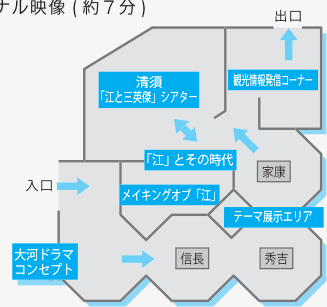 ナル映像(約7分)
出口
清須
「江と三英傑」シアター
観光情報発信コーナー
「江」とその時代
家康
入口
メイキングオブ「江」
テーマ展示エリア
大河ドラマ
コンセプト
信長
秀吉